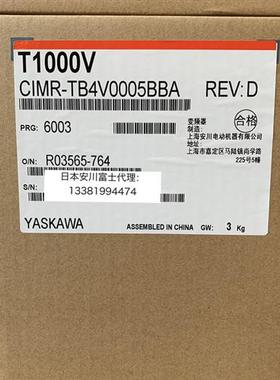 T1000V
CIMR-TB4V0005BBA REV: D
PRG: 6003
变频器
制造:
上海安川电动机器有限公司
地址:
上海市嘉定区马陆镇尚学路
225号5幢
合格
O/N: R03565-764
S/N:
日本安川富士代理:
13381994474
YASKAWA
ASSEMBLED IN CHINA GW: 3 Kg